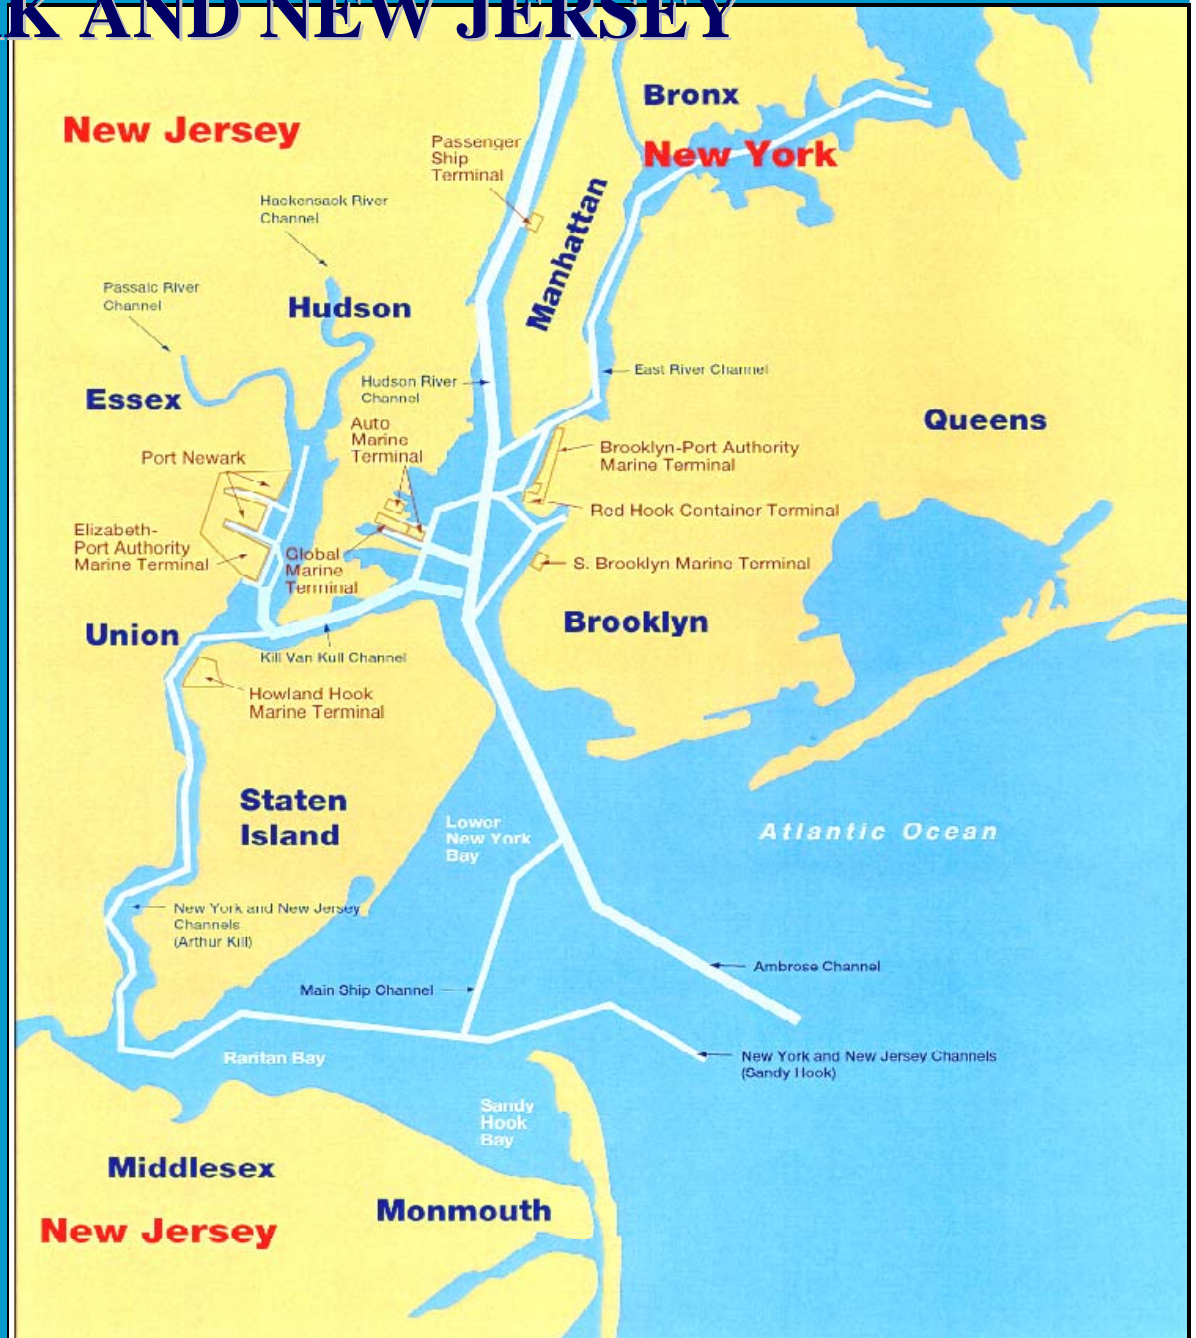 K AND NEW JERSEY
Bronx
New Jersey
New York
Passenger
Ship
Terminal
Manhattan
Hackensack River
Channel
Passaic River
Channel
Hudson
Essex
Hudson River
Channel
East River Channel
Queens
Auto
Marine
Terminal
Port Newark
Brooklyn-Port Authority
Marine Terminal
Red Hook Container Terminal
Elizabeth-
Port Authority
Marine Terminal
Global
Marine
Terminal
S. Brooklyn Marine Terminal
Union
Brooklyn
Kill Van Kull Channel
Howland Hook
Marine Terminal
Staten
Island
Lower
New York
Bay
Atlantic Ocean
New York and New Jersey
Channels
(Arthur Kill)
Ambrose Channel
Main Ship Channel
Raritan Bay
New York and New Jersey Channels
(Sandy Hook)
Sandy
Hook
Bay
Middlesex
Monmouth
New Jersey